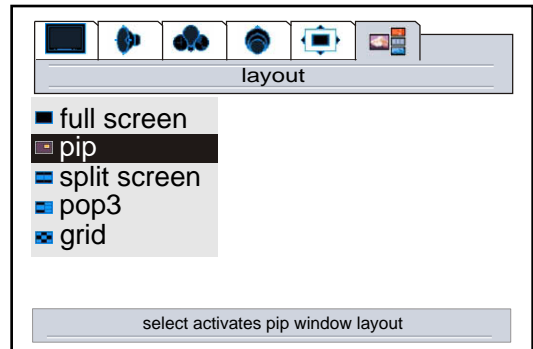 layout
full screen
pip
split screen
pop3
grid
select activates pip window layout